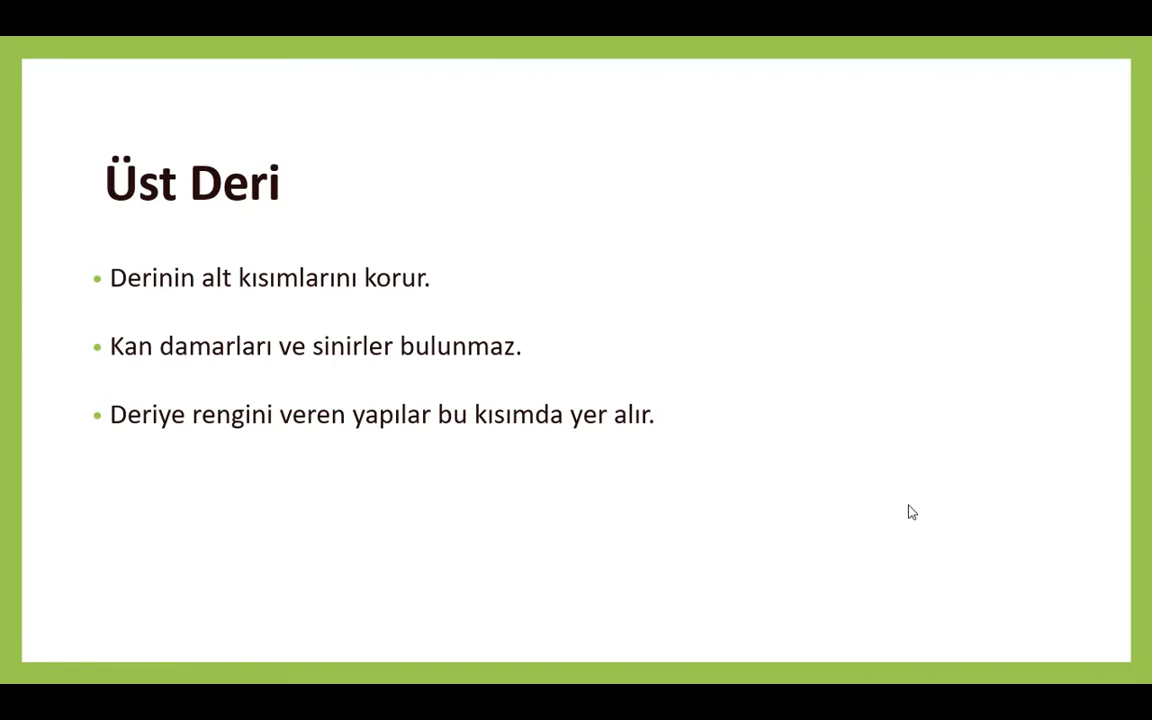 Üst Deri
• Derinin alt kısımlarını korur.
• Kan damarları ve sinirler bulunmaz.
• Deriye rengini veren yapılar bu kısımda yer alır.